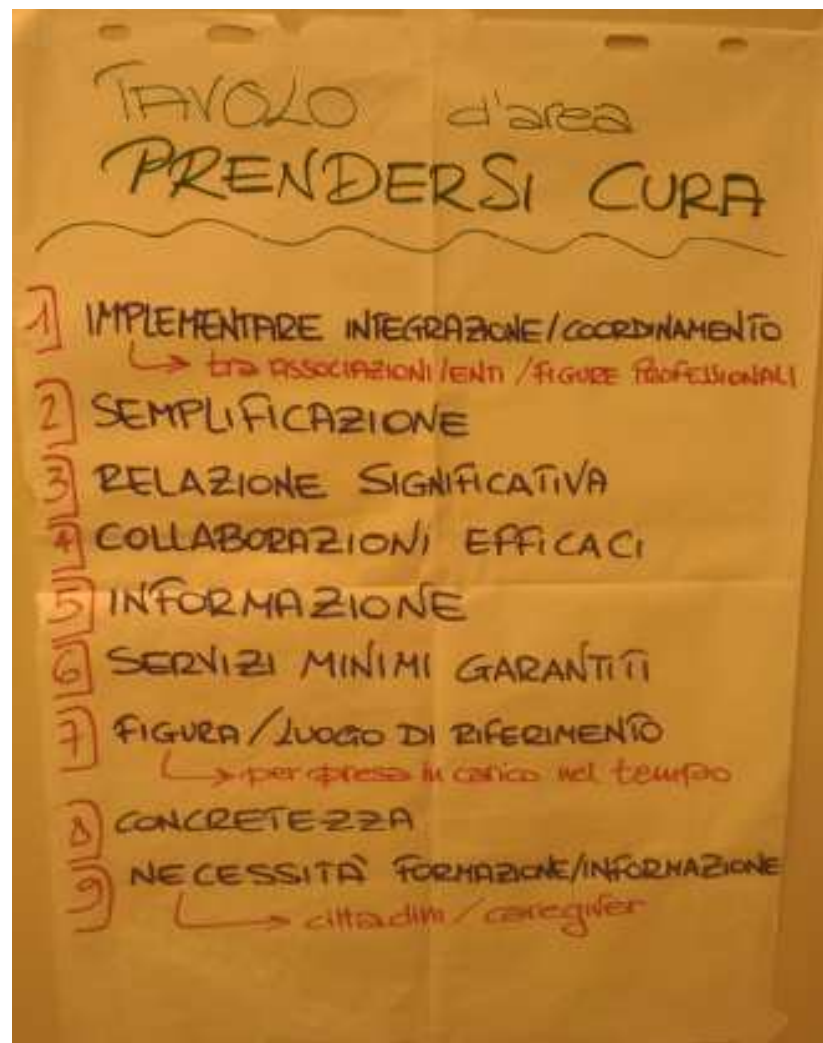 TAVOLO d'area
PRENDERSI CURA
1] IMPLEMENTARE INTEGRAZIONE/COORDINAMENTO
↳ tra ASSOCIAZIONI/ENTI/FIGURE PROFESSIONALI
2] SEMPLIFICAZIONE
3] RELAZIONE SIGNIFICATIVA
4] COLLABORAZIONI EFFICACI
5] INFORMAZIONE
6] SERVIZI MINIMI GARANTITI
7] FIGURA/LUOGO DI RIFERIMENTO
↳ per presa in carico nel tempo
8] CONCRETEZZA
9] NECESSITÀ FORMAZIONE/INFORMAZIONE
↳ cittadini/caregiver